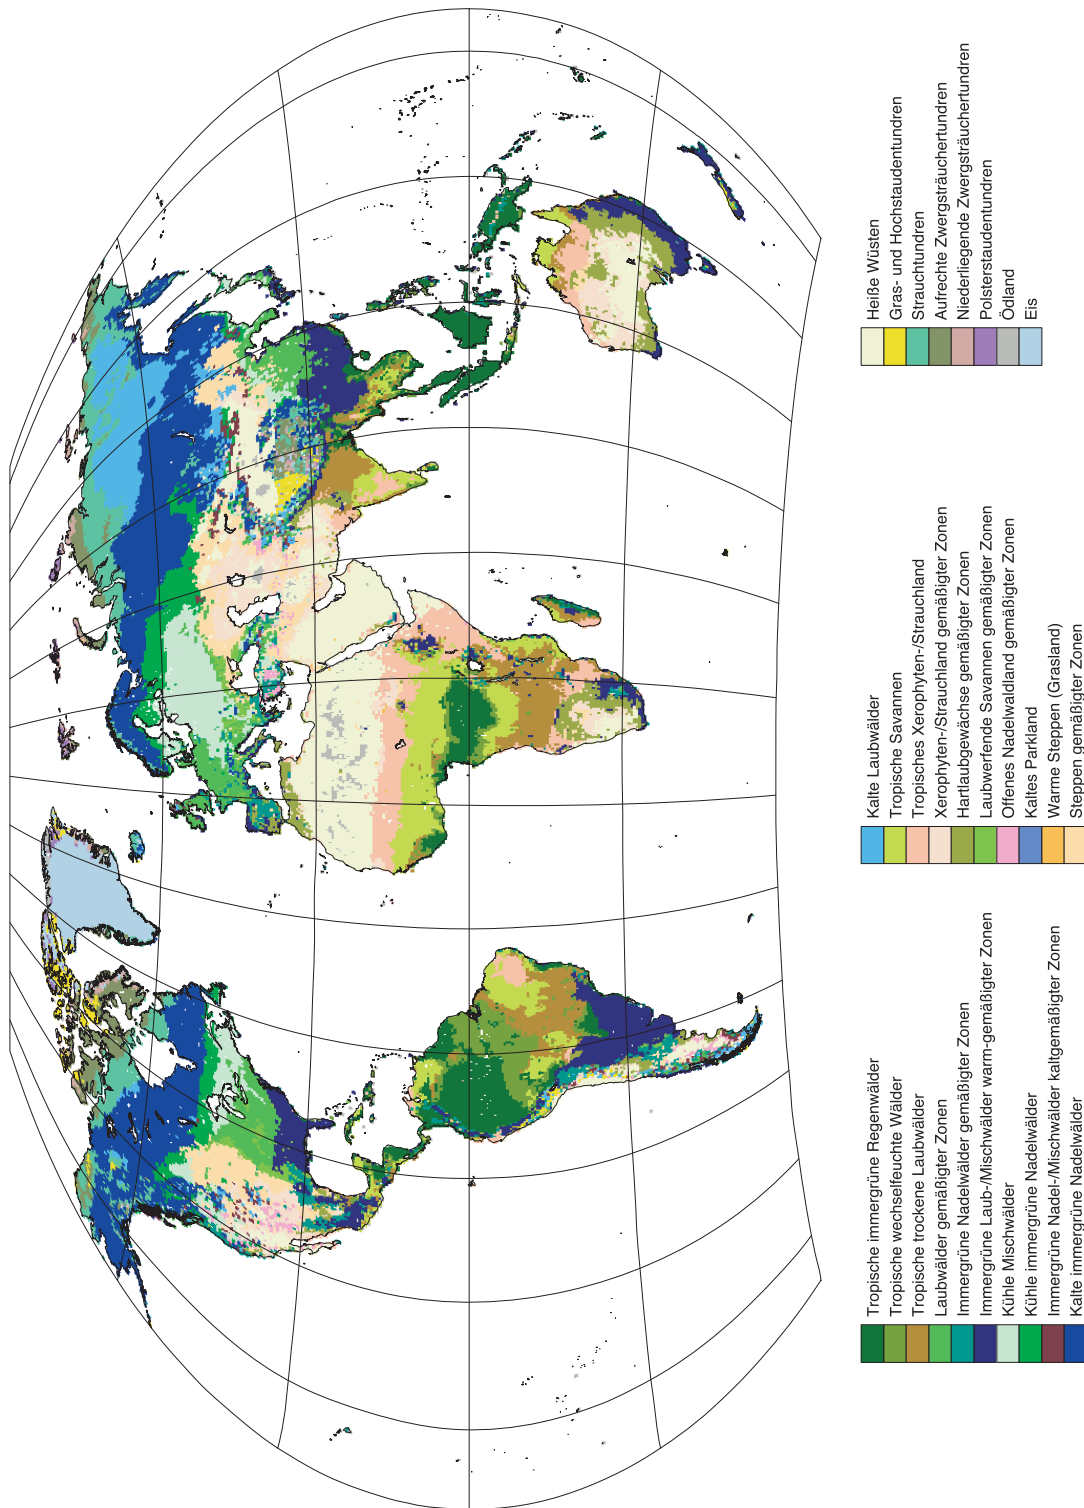 Tropische immergrüne Regenwälder
Tropische wechselfeuchte Wälder
Tropische trockene Laubwälder
Laubwälder gemäßigter Zonen
Immergrüne Nadelwälder gemäßigter Zonen
Immergrüne Laub-/Mischwälder warm-gemäßigter Zonen
Kühle Mischwälder
Kühle immergrüne Nadelwälder
Immergrüne Nadel-/Mischwälder kaltgemäßigter Zonen
Kalte immergrüne Nadelwälder
Kalte Laubwälder
Tropische Savannen
Tropisches Xerophyten-/Strauchland
Xerophyten-/Strauchland gemäßigter Zonen
Hartlaubgewächse gemäßigter Zonen
Laubwerfende Savannen gemäßigter Zonen
Offenes Nadelwaldland gemäßigter Zonen
Kaltes Parkland
Warme Steppen (Grasland)
Steppen gemäßigter Zonen
Heiße Wüsten
Gras- und Hochstaudentundren
Strauchtundren
Aufrechte Zwergsträuchertundren
Niederliegende Zwergsträuchertundren
Polsterstaudentundren
Ödland
Eis